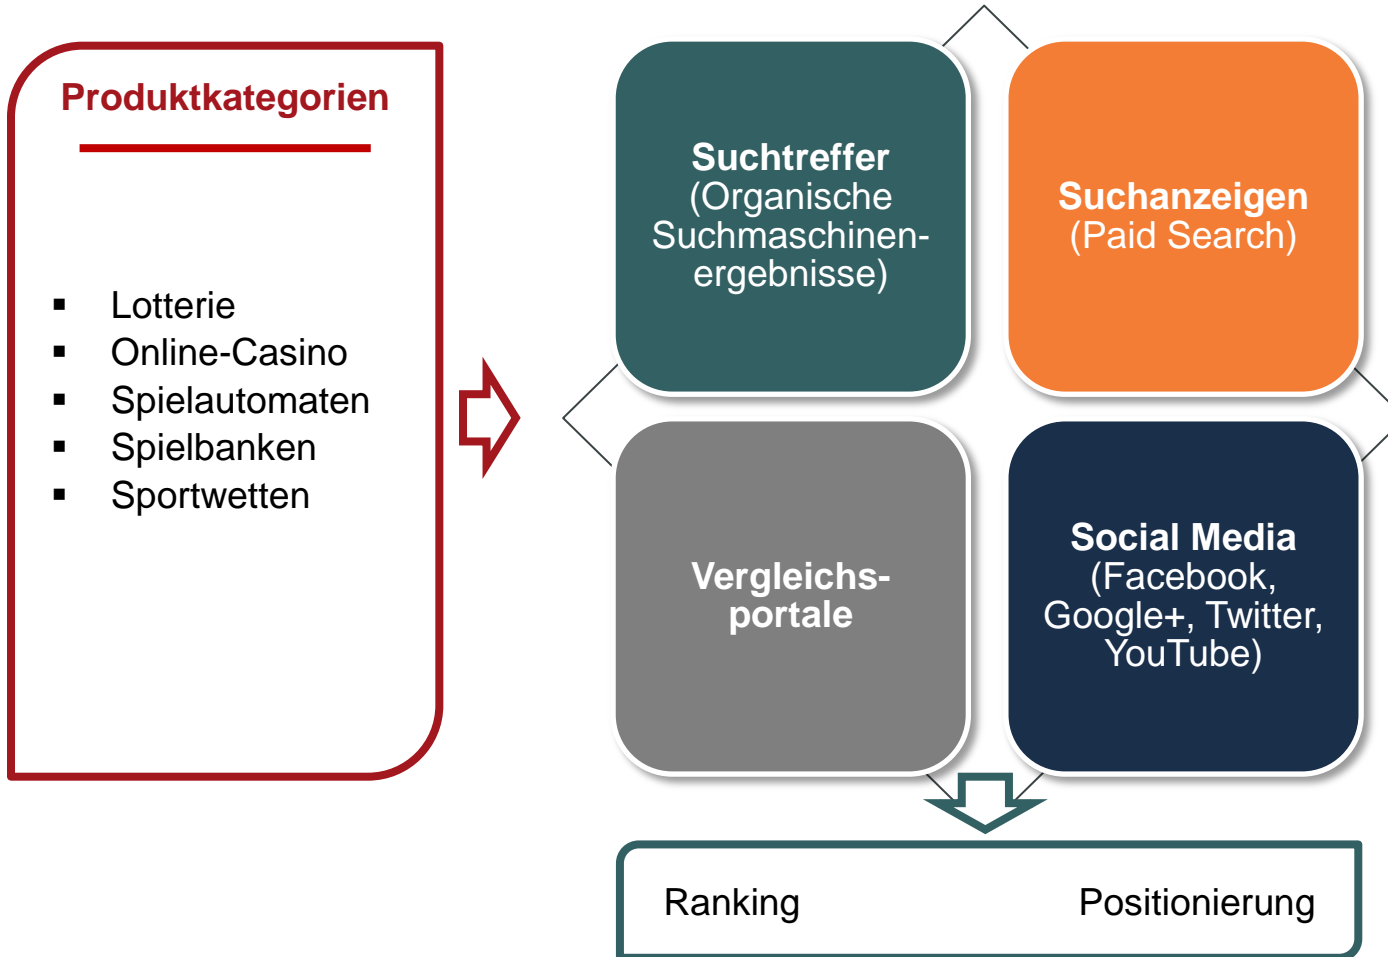 Produktkategorien
▪ Lotterie
▪ Online-Casino
▪ Spielautomaten
▪ Spielbanken
▪ Sportwetten
Suchtreffer
(Organische
Suchmaschinen-
ergebnisse)
Suchanzeigen
(Paid Search)
Vergleichs-
portale
Social Media
(Facebook,
Google+, Twitter,
YouTube)
Ranking
Positionierung